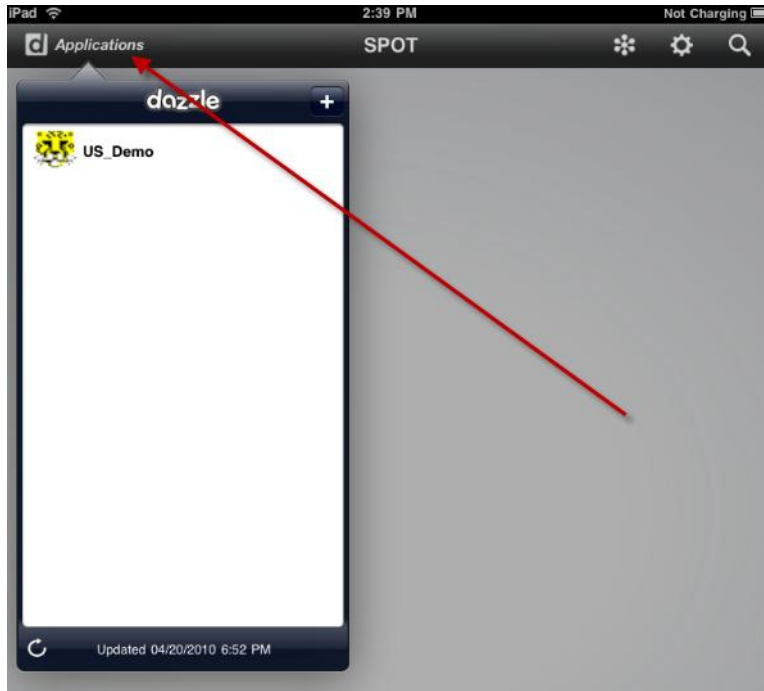 iPad 2:39 PM Not Charging
d Applications SPOT
dazzle +
US_Demo
Updated 04/20/2010 6:52 PM